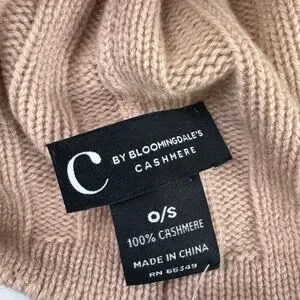 C BY BLOOMINGDALE'S
CASHMERE
O/S
100% CASHMERE
MADE IN CHINA
RN 66349